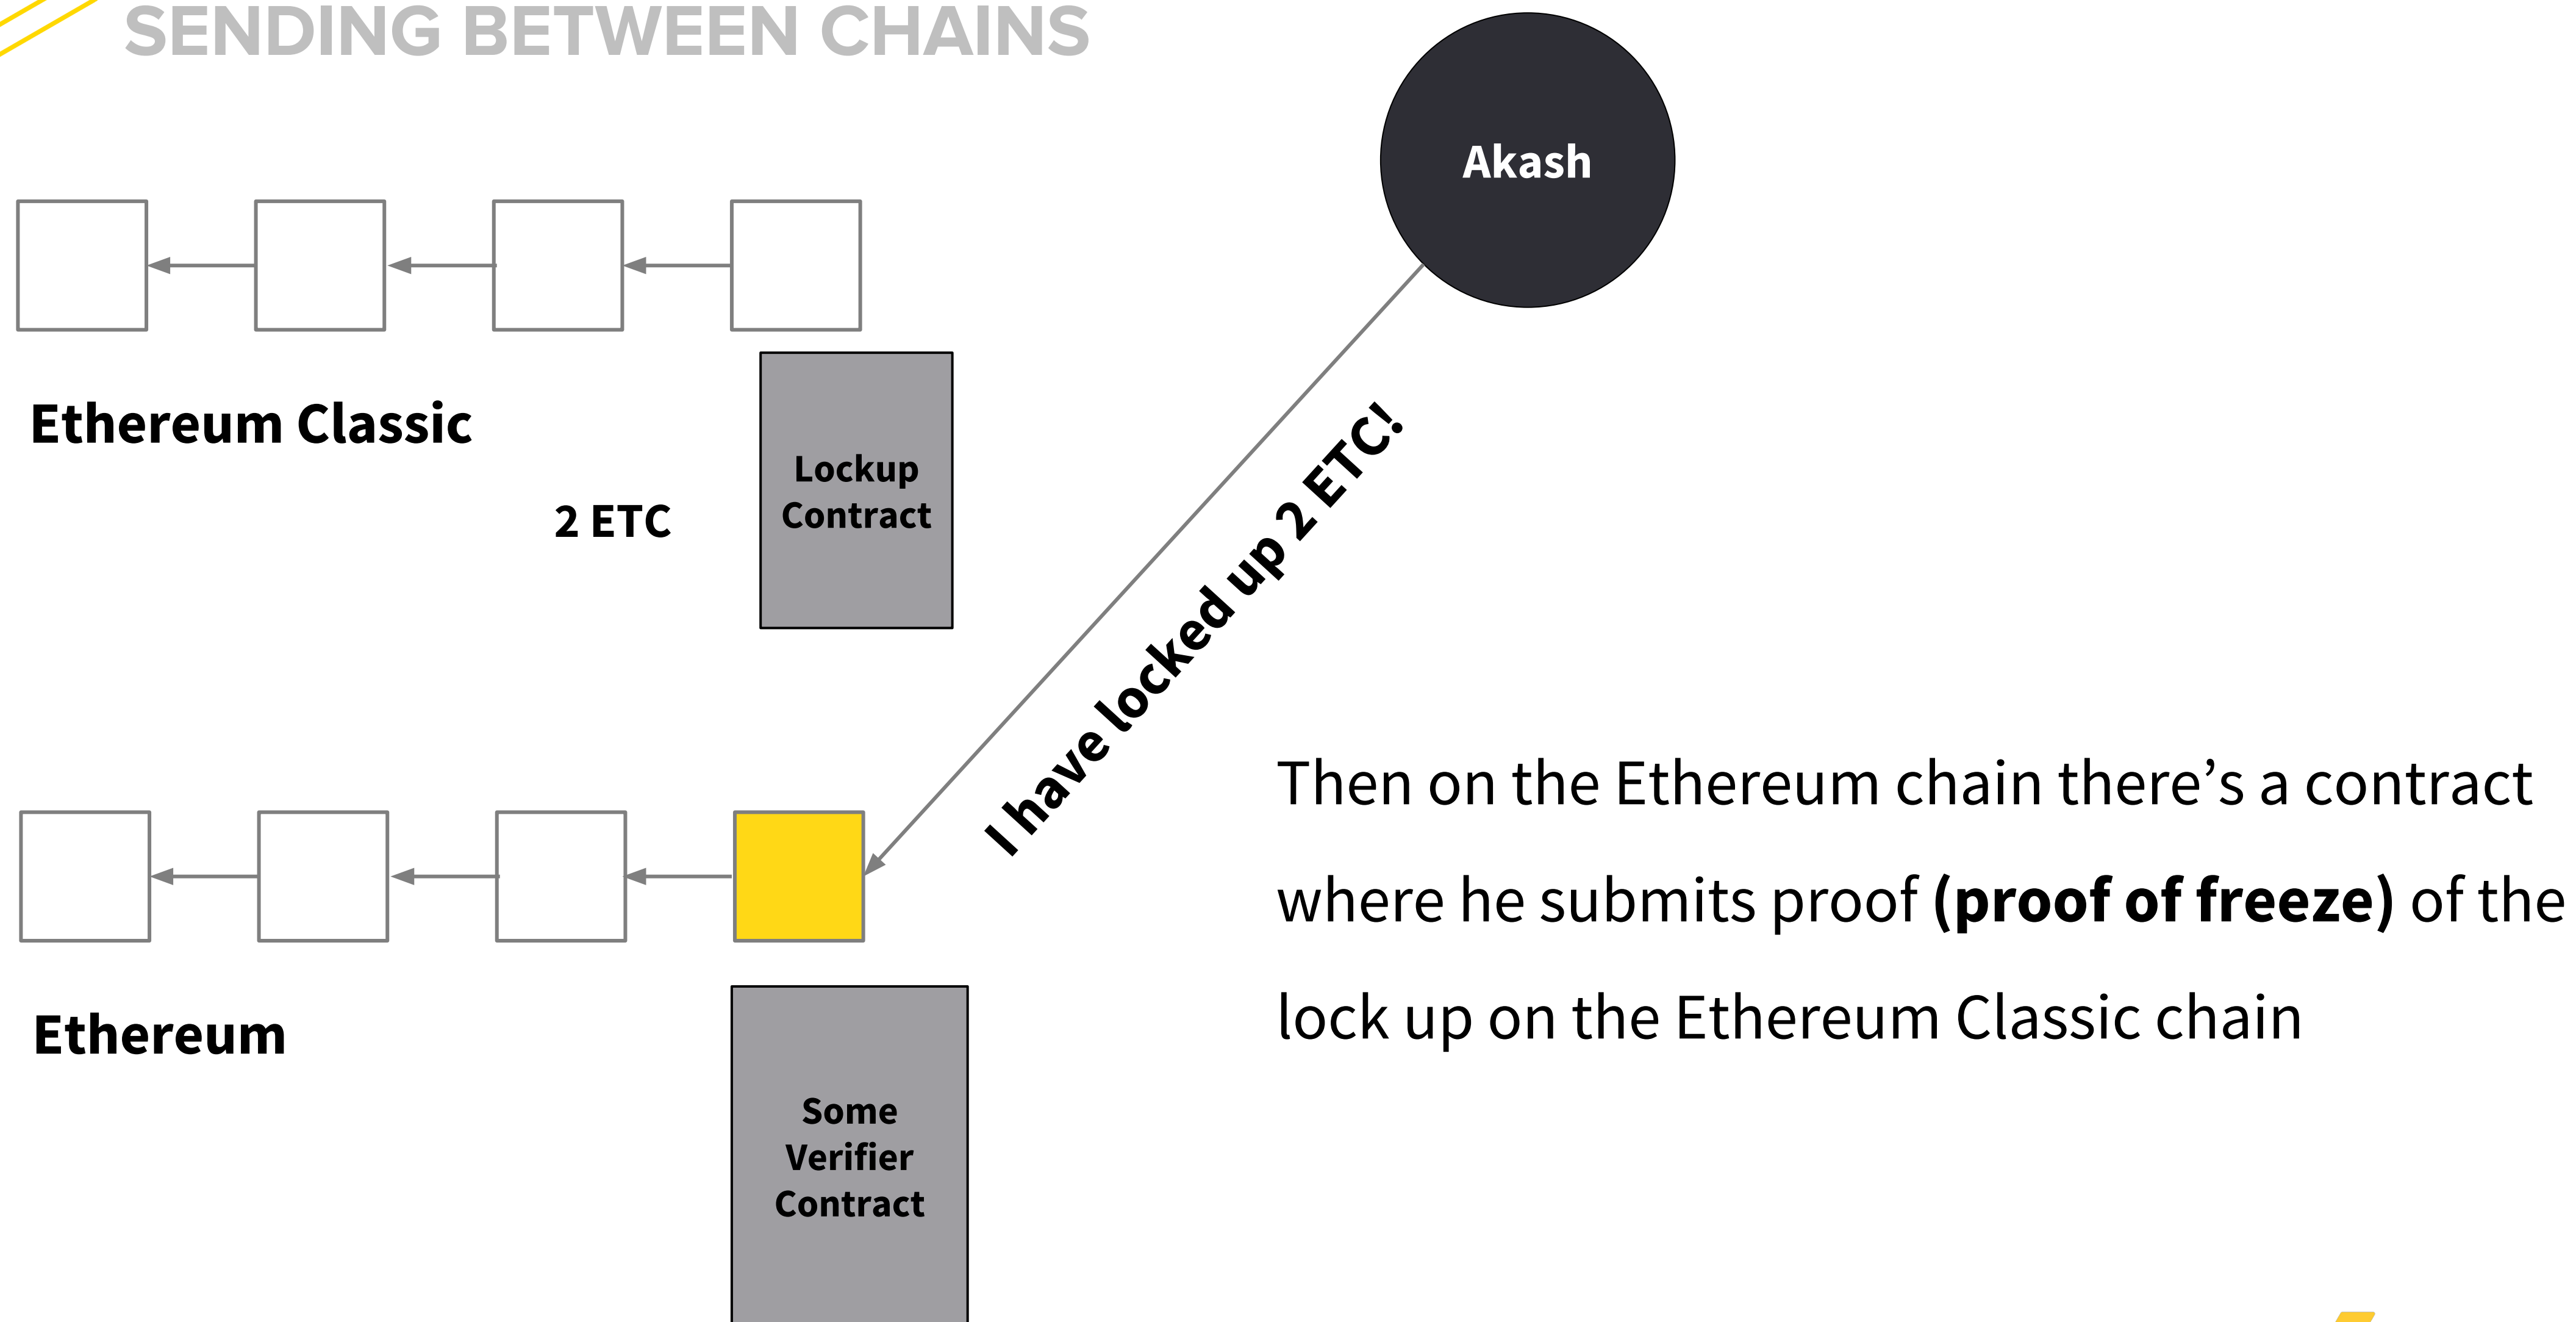 SENDING BETWEEN CHAINS
Akash
Ethereum Classic
2 ETC
Lockup
Contract
I have locked up 2 ETC!
Then on the Ethereum chain there’s a contract
where he submits proof (proof of freeze) of the
lock up on the Ethereum Classic chain
Ethereum
Some
Verifier
Contract